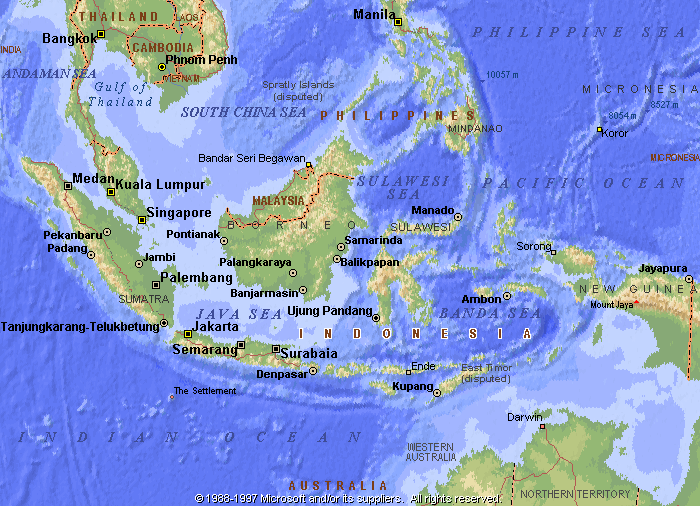 THAILAND
LAOS
Manila
PHILIPPINE SEA
Bangkok
INDIA
CAMBODIA
Phnom Penh
VIETNAM
ANDAMAN SEA
Gulf of
Thailand
Spratly Islands
(disputed)
10057 m
MICRONESIA
8527 m
8054 m
SOUTH CHINA SEA
PHILIPPINES
MINDANAO
Koror
Bandar Seri Begawan
MICRONESIA
Medan
Kuala Lumpur
SULAWESI
SEA
PACIFIC OCEAN
MALAYSIA
Singapore
Manado
BORNEO
SULAWESI
Pekanbaru
Pontianak
Padang
Samarinda
Sorong
Jambi
Palangkaraya
Balikpapan
Jayapura
Palembang
Banjarmasin
NEW GUINEA
SUMATRA
Ambon
Mount Jaya
JAVA SEA
Ujung Pandang
BANDA SEA
Tanjungkarang-Telukbetung
Jakarta
INDONESIA
Semarang
Surabaia
Denpasar
Ende
East Timor
(disputed)
Kupang
The Settlement
Darwin
INDIAN OCEAN
WESTERN
AUSTRALIA
AUSTRALIA
NORTHERN TERRITORY
© 1988-1997 Microsoft and/or its suppliers. All rights reserved.